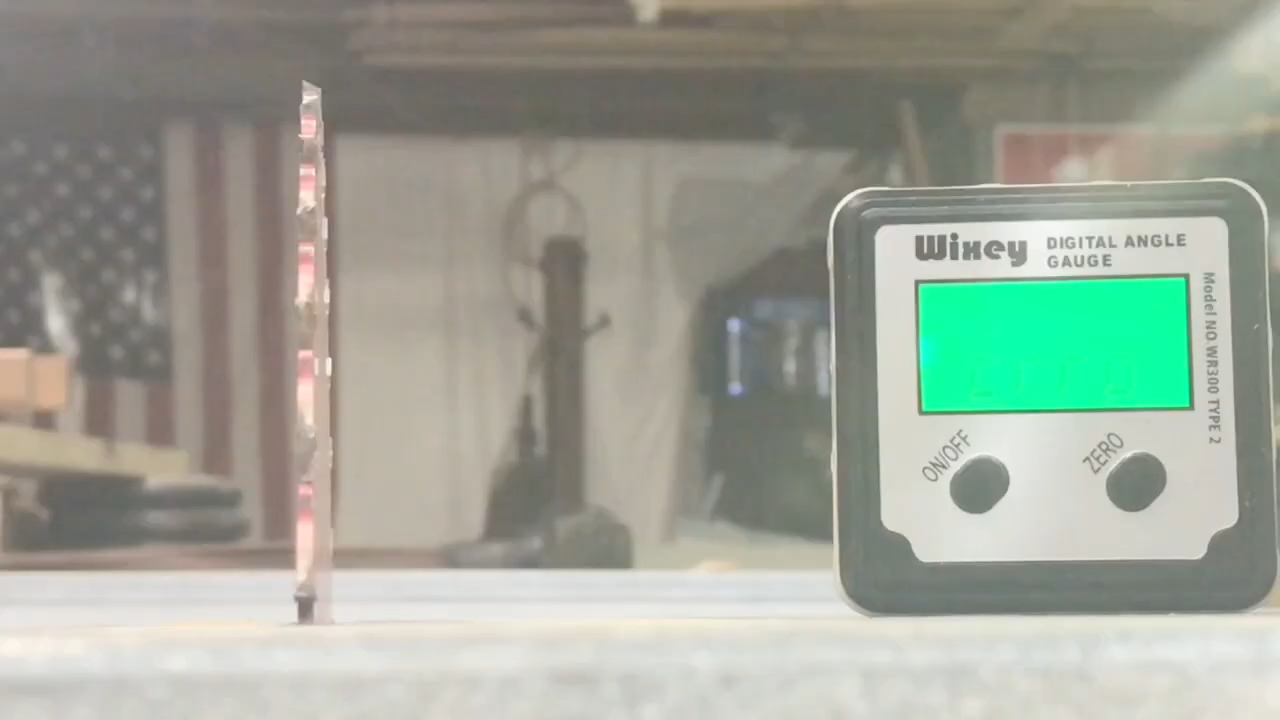 Wixey
DIGITAL ANGLE
GAUGE
Model NO.WR300 TYPE 2
ON/OFF
ZERO